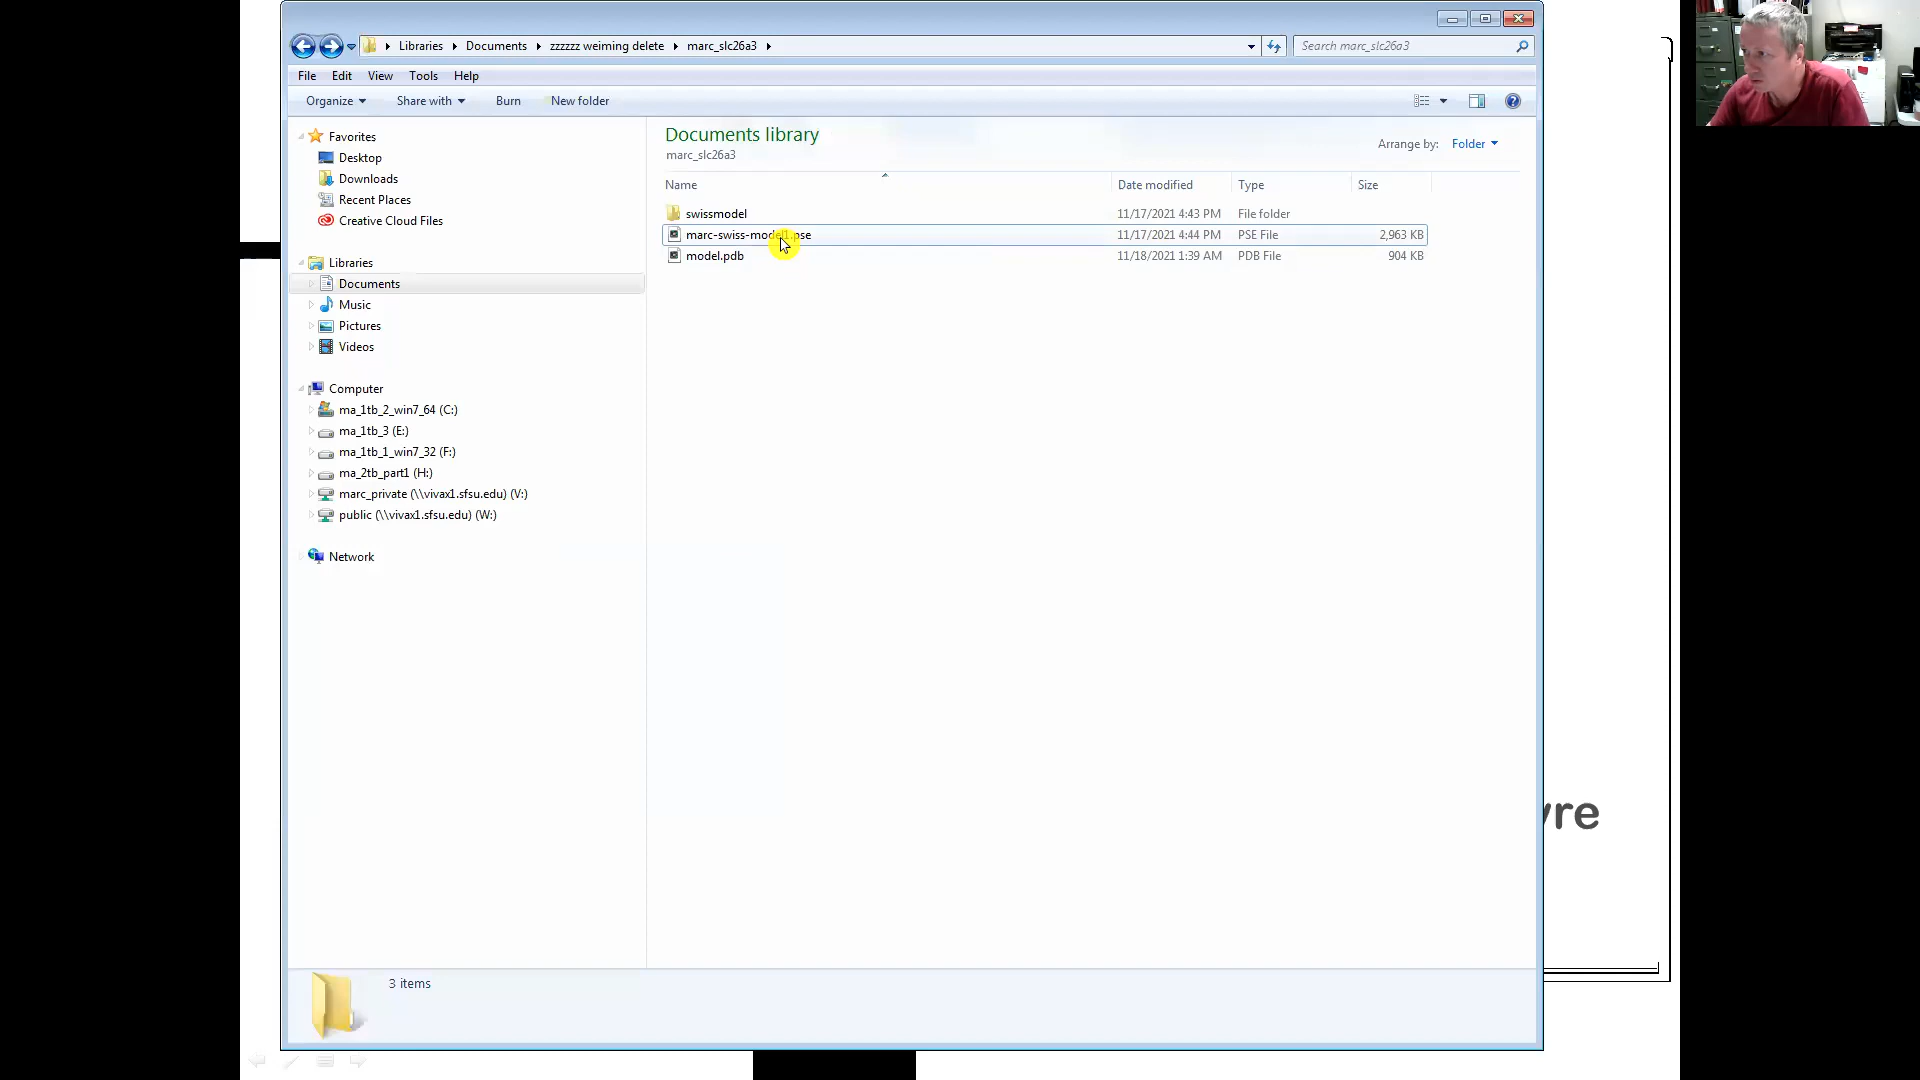 Libraries Documents zzzzzz weiming delete marc_slc26a3
Search marc_slc26a3
File Edit View Tools Help
Organize Share with Burn New folder
Favorites
Desktop
Downloads
Recent Places
Creative Cloud Files
Libraries
Documents
Music
Pictures
Videos
Computer
ma_1tb_2_win7_64 (C:)
ma_1tb_3 (E:)
ma_1tb_1_win7_32 (F:)
ma_2tb_part1 (H:)
marc_private (\\vivax1.sfsu.edu) (V:)
public (\\vivax1.sfsu.edu) (W:)
Network
Documents library
marc_slc26a3
Arrange by: Folder
Name Date modified Type Size
swissmodel 11/17/2021 4:43 PM File folder
marc-swiss-model1.pse 11/17/2021 4:44 PM PSE File 2,963 KB
model.pdb 11/18/2021 1:39 AM PDB File 904 KB
3 items